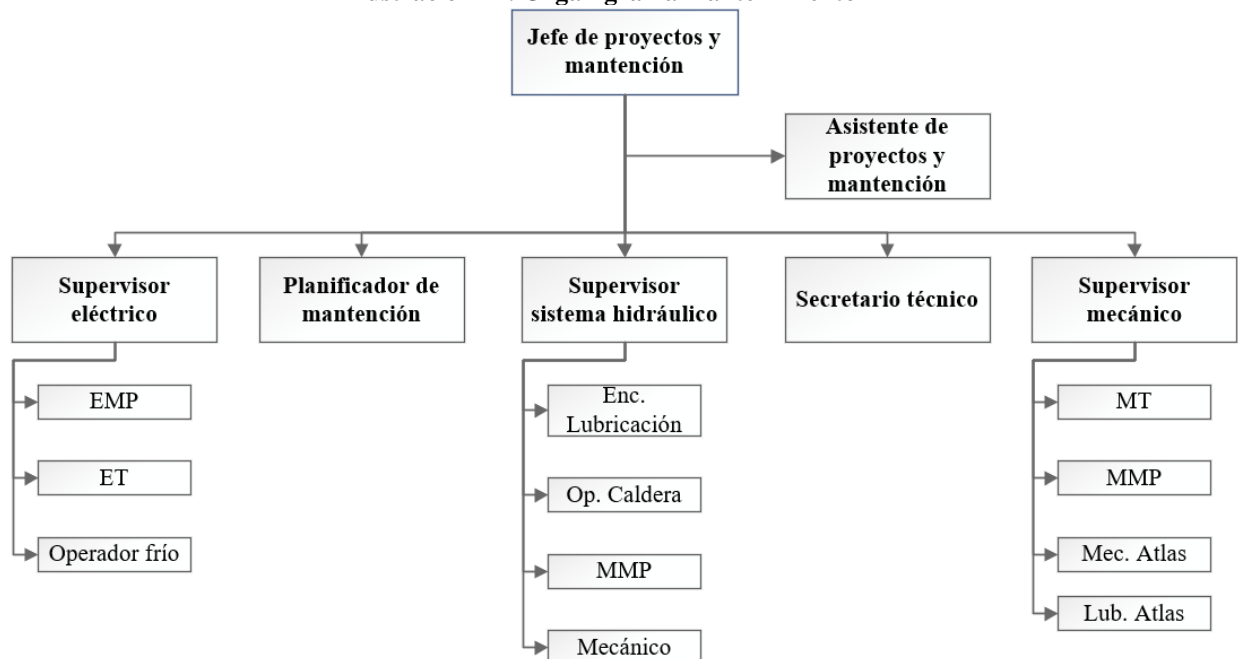 Jefe de proyectos y
mantención
Asistente de
proyectos y
mantención
Supervisor
eléctrico
Planificador de
mantención
Supervisor
sistema hidráulico
Secretario técnico
Supervisor
mecánico
EMP
ET
Operador frío
Enc.
Lubricación
Op. Caldera
MMP
Mecánico
MT
MMP
Mec. Atlas
Lub. Atlas